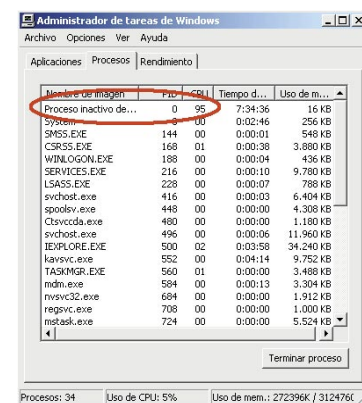 Administrador de tareas de Windows
Archivo Opciones Ver Ayuda
Aplicaciones Procesos Rendimiento
Nombre de imagen PID CPU Tiempo d... Uso de m...
Proceso inactivo de... 0 95 7:34:36 16 KB
System 8 00 0:02:46 256 KB
SMSS.EXE 144 00 0:00:01 548 KB
CSRSS.EXE 168 01 0:00:38 3.880 KB
WINLOGON.EXE 188 00 0:00:04 436 KB
SERVICES.EXE 216 00 0:00:10 9.780 KB
LSASS.EXE 228 00 0:00:07 788 KB
svchost.exe 416 00 0:00:03 6.404 KB
spoolsv.exe 448 00 0:00:00 4.308 KB
Ctsvccda.exe 480 00 0:00:00 1.180 KB
svchost.exe 496 00 0:00:06 11.960 KB
IEXPLORE.EXE 500 02 0:03:58 34.240 KB
kavsvc.exe 552 00 0:04:14 9.752 KB
TASKMGR.EXE 560 01 0:00:00 3.488 KB
mdm.exe 584 00 0:00:13 3.304 KB
nvsvc32.exe 684 00 0:00:00 1.912 KB
regsvc.exe 708 00 0:00:00 1.000 KB
mstask.exe 724 00 0:00:00 5.524 KB
Terminar proceso
Procesos: 34 Uso de CPU: 5% Uso de mem.: 272396K / 312476K